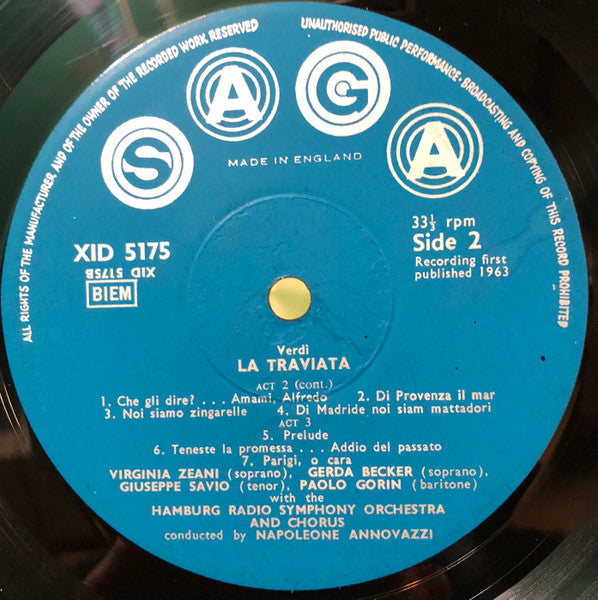 ALL RIGHTS OF THE MANUFACTURER AND OF THE OWNER OF THE RECORDED WORK RESERVED
UNAUTHORISED PUBLIC PERFORMANCE, BROADCASTING AND COPYING OF THIS RECORD PROHIBITED
SAGA
MADE IN ENGLAND
XID 5175
XID 5175B
BIEM
33⅓ rpm
Side 2
Recording first
published 1963
Verdi
LA TRAVIATA
ACT 2 (cont.)
1. Che gli dire? . . . Amami, Alfredo 2. Di Provenza il mar
3. Noi siamo zingarelle 4. Di Madride noi siam mattadori
ACT 3
5. Prelude
6. Teneste la promessa . . . Addio del passato
7. Parigi, o cara
VIRGINIA ZEANI (soprano), GERDA BECKER (soprano),
GIUSEPPE SAVIO (tenor), PAOLO GORIN (baritone)
with the
HAMBURG RADIO SYMPHONY ORCHESTRA
AND CHORUS
conducted by NAPOLEONE ANNOVAZZI